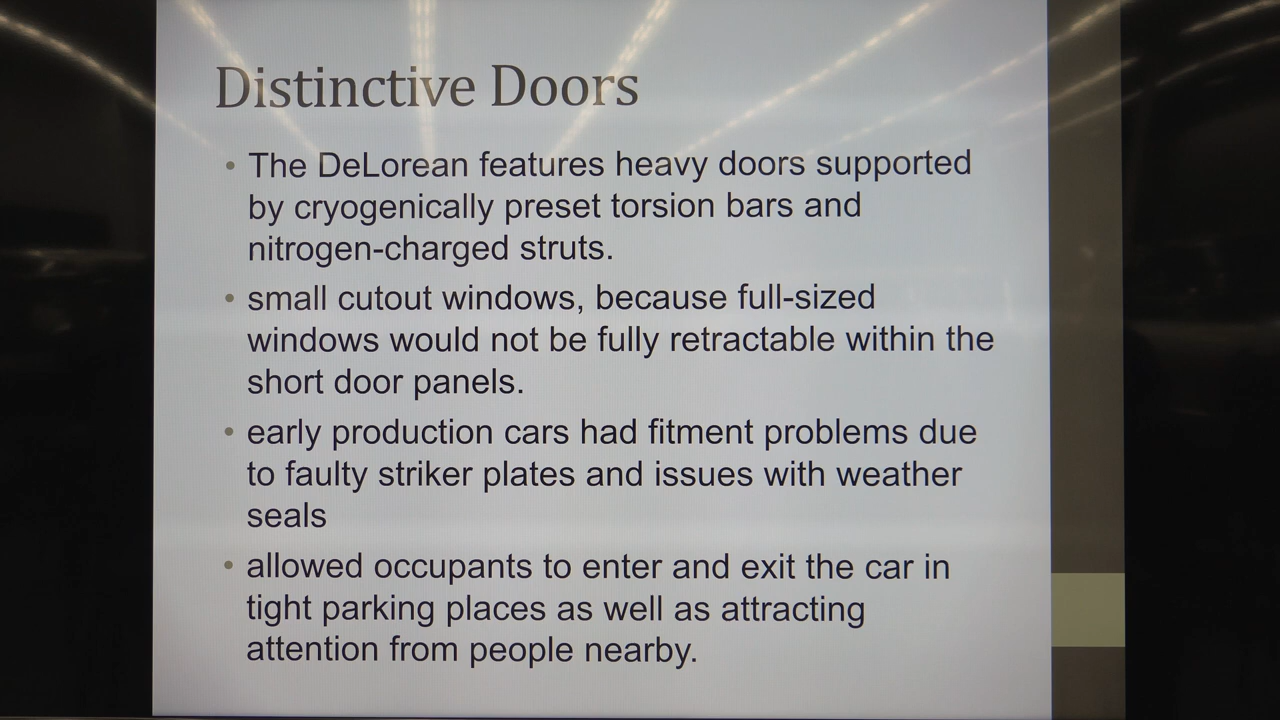 Distinctive Doors
• The DeLorean features heavy doors supported
by cryogenically preset torsion bars and
nitrogen-charged struts.
• small cutout windows, because full-sized
windows would not be fully retractable within the
short door panels.
• early production cars had fitment problems due
to faulty striker plates and issues with weather
seals
• allowed occupants to enter and exit the car in
tight parking places as well as attracting
attention from people nearby.